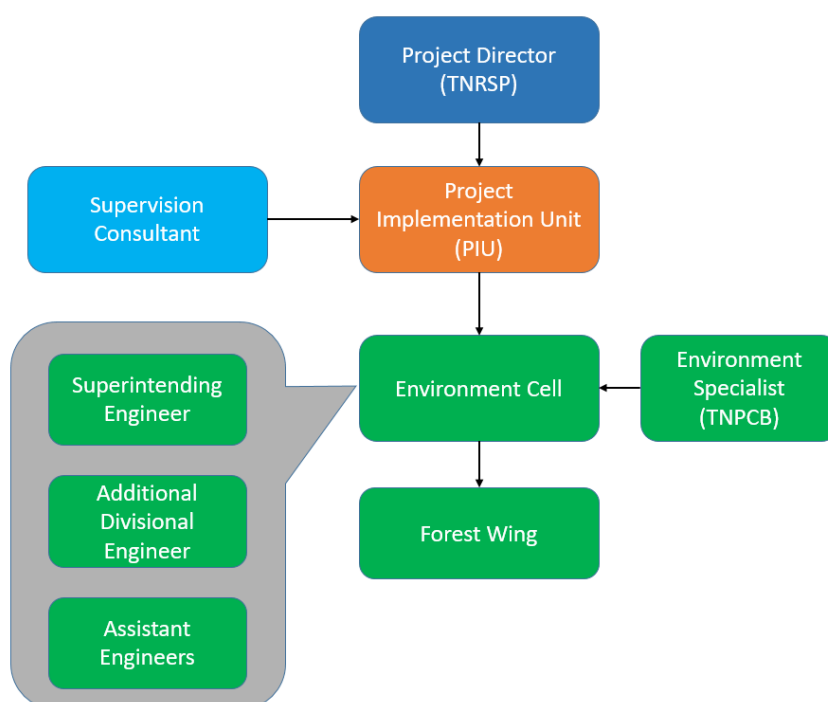 Project Director
(TNRSP)
Supervision
Consultant
Project
Implementation Unit
(PIU)
Superintending
Engineer
Additional
Divisional
Engineer
Assistant
Engineers
Environment Cell
Environment
Specialist
(TNPCB)
Forest Wing